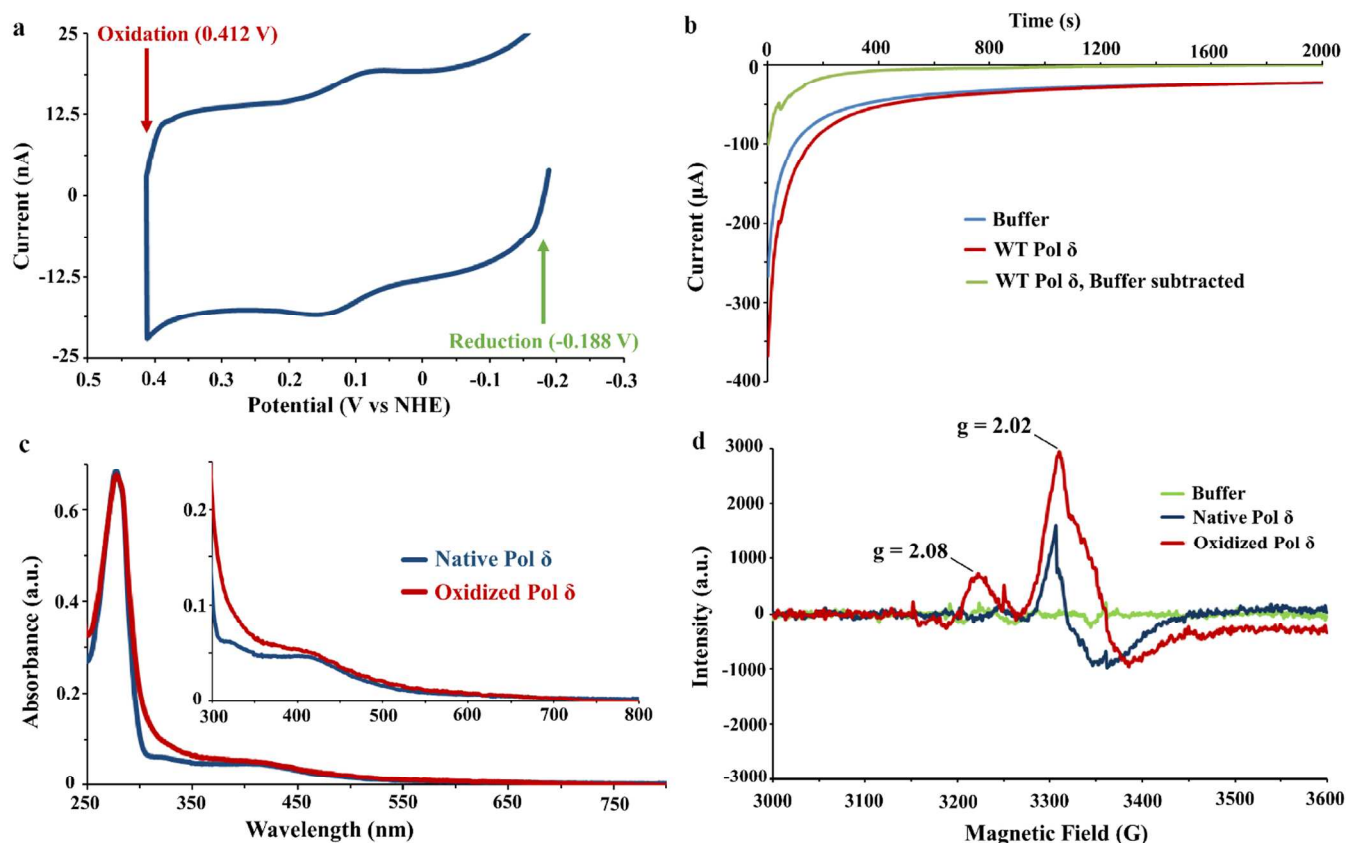 a
Oxidation (0.412 V)
25
12.5
0
-12.5
-25
Current (nA)
Reduction (-0.188 V)
0.5 0.4 0.3 0.2 0.1 0 -0.1 -0.2 -0.3
Potential (V vs NHE)
b
Time (s)
0 400 800 1200 1600 2000
0
-100
-200
-300
-400
Current (µA)
Buffer
WT Pol δ
WT Pol δ, Buffer subtracted
c
0.6
0.4
0.2
0
Absorbance (a.u.)
0.2
0.1
0
300 400 500 600 700 800
Native Pol δ
Oxidized Pol δ
250 350 450 550 650 750
Wavelength (nm)
d
3000
2000
1000
0
-1000
-2000
-3000
Intensity (a.u.)
g = 2.02
g = 2.08
Buffer
Native Pol δ
Oxidized Pol δ
3000 3100 3200 3300 3400 3500 3600
Magnetic Field (G)